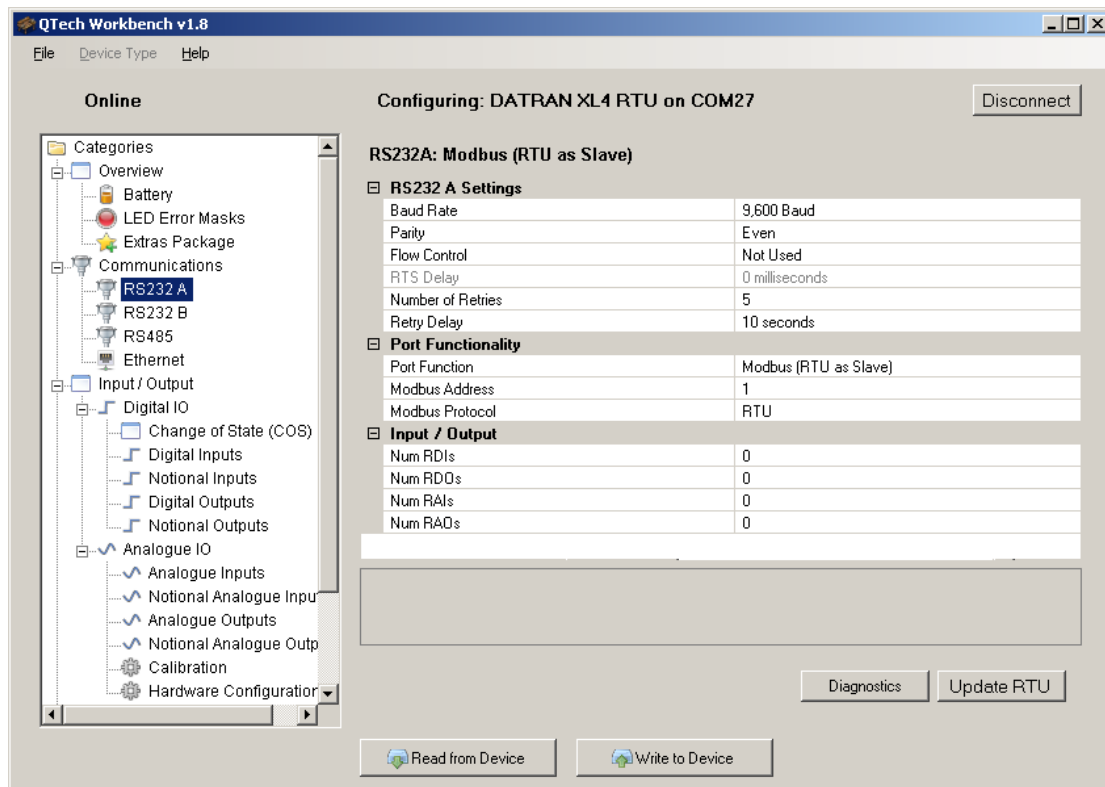 QTech Workbench v1.8
File Device Type Help
Online
Configuring: DATRAN XL4 RTU on COM27
Disconnect
Categories
Overview
Battery
LED Error Masks
Extras Package
Communications
RS232 A
RS232 B
RS485
Ethernet
Input / Output
Digital IO
Change of State (COS)
Digital Inputs
Notional Inputs
Digital Outputs
Notional Outputs
Analogue IO
Analogue Inputs
Notional Analogue Inpu
Analogue Outputs
Notional Analogue Outp
Calibration
Hardware Configuration
RS232A: Modbus (RTU as Slave)
RS232 A Settings
Baud Rate 9,600 Baud
Parity Even
Flow Control Not Used
RTS Delay 0 milliseconds
Number of Retries 5
Retry Delay 10 seconds
Port Functionality
Port Function Modbus (RTU as Slave)
Modbus Address 1
Modbus Protocol RTU
Input / Output
Num RDIs 0
Num RDOs 0
Num RAIs 0
Num RAOs 0
Diagnostics
Update RTU
Read from Device
Write to Device